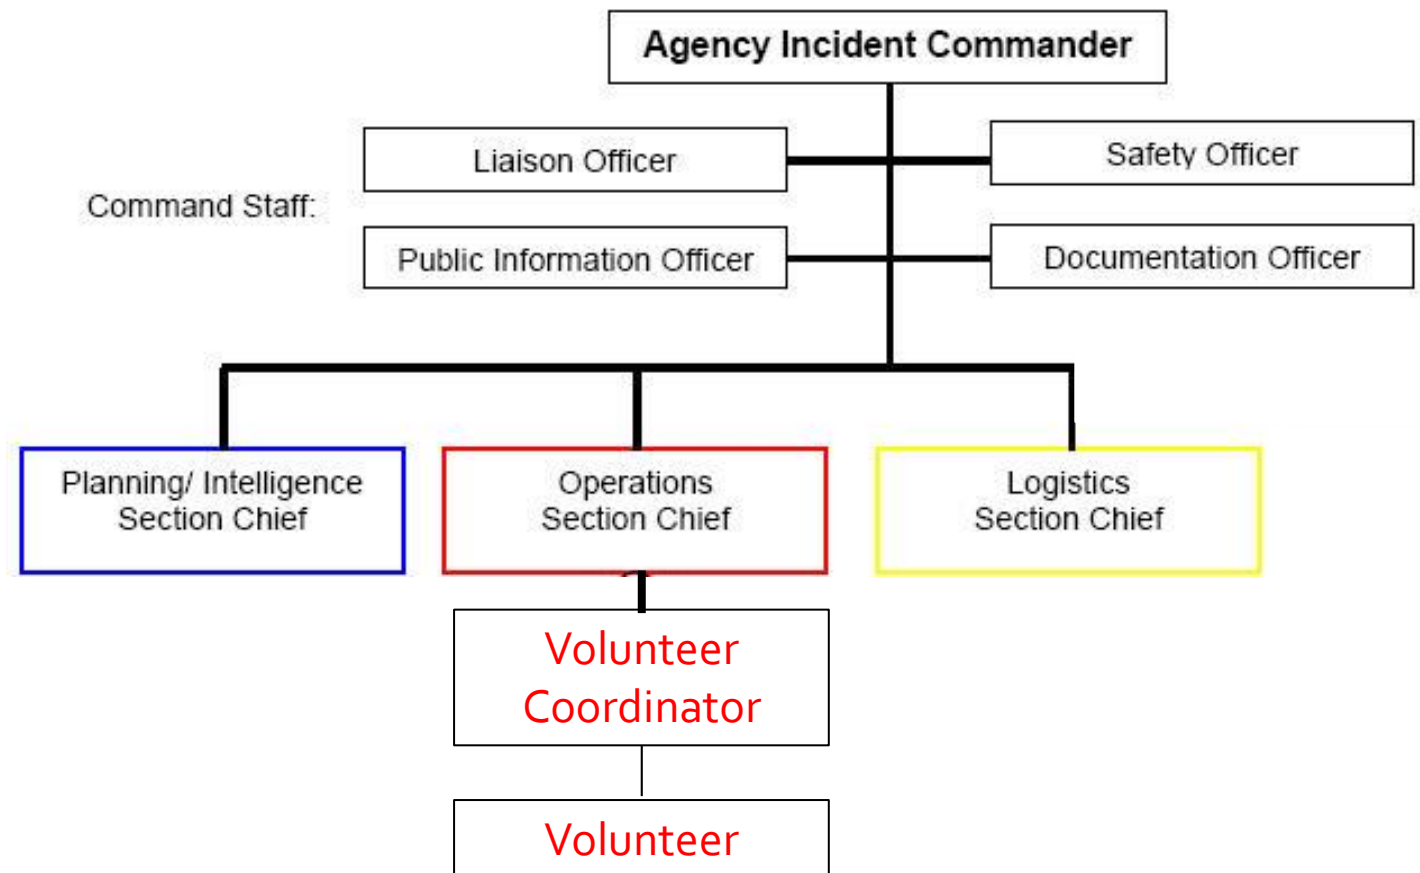 Agency Incident Commander
Liaison Officer
Safety Officer
Command Staff:
Public Information Officer
Documentation Officer
Planning/ Intelligence
Section Chief
Operations
Section Chief
Logistics
Section Chief
Volunteer
Coordinator
Volunteer